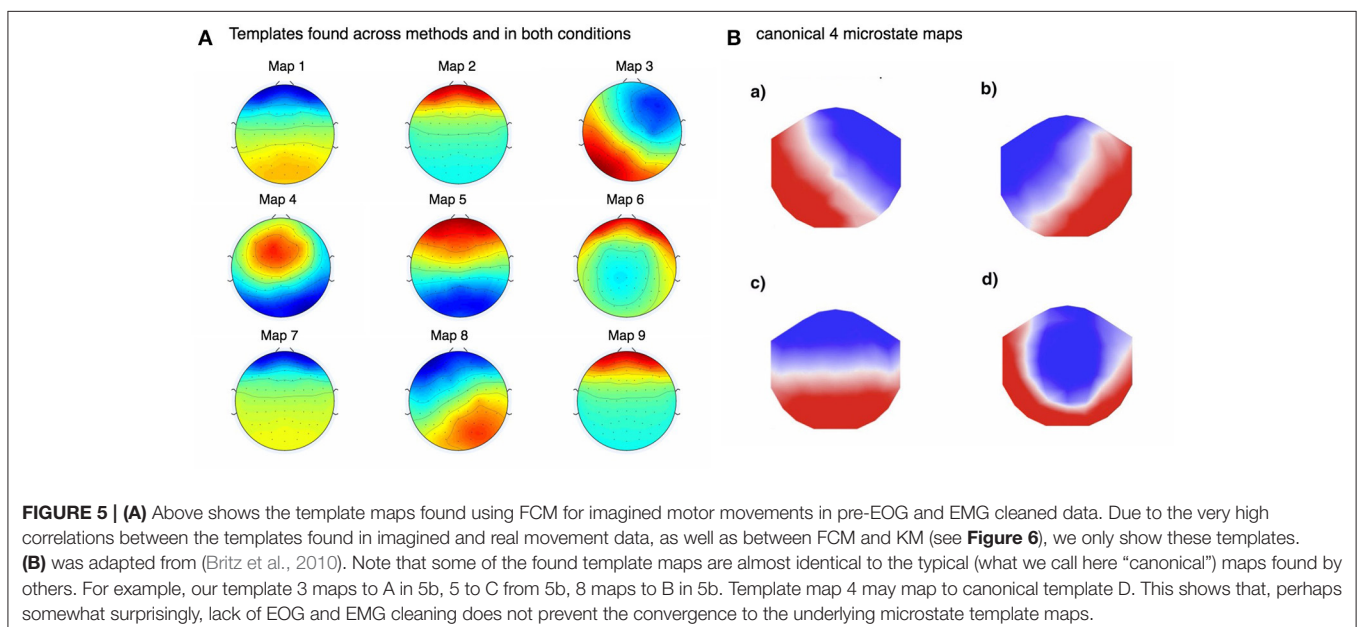 A Templates found across methods and in both conditions
Map 1 Map 2 Map 3
Map 4 Map 5 Map 6
Map 7 Map 8 Map 9
B canonical 4 microstate maps
a) b)
c) d)
FIGURE 5 | (A) Above shows the template maps found using FCM for imagined motor movements in pre-EOG and EMG cleaned data. Due to the very high
correlations between the templates found in imagined and real movement data, as well as between FCM and KM (see Figure 6), we only show these templates.
(B) was adapted from (Britz et al., 2010). Note that some of the found template maps are almost identical to the typical (what we call here “canonical”) maps found by
others. For example, our template 3 maps to A in 5b, 5 to C from 5b, 8 maps to B in 5b. Template map 4 may map to canonical template D. This shows that, perhaps
somewhat surprisingly, lack of EOG and EMG cleaning does not prevent the convergence to the underlying microstate template maps.